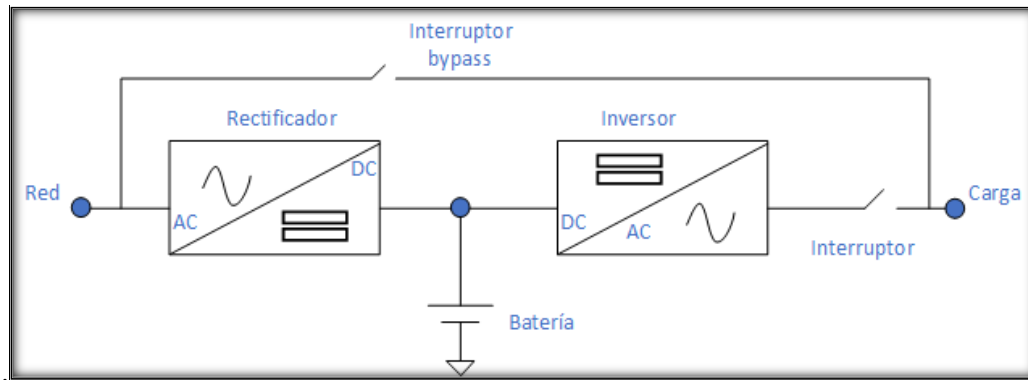 Interruptor
bypass
Rectificador
Inversor
Red
AC
DC
DC
AC
Carga
Interruptor
Batería